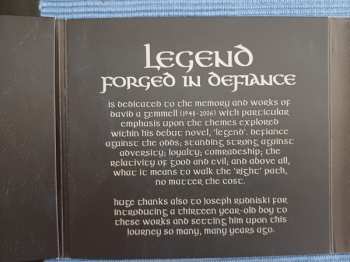 LEGEND
FORGED IN DEFIANCE
is dedicated to the memory and works of
david a gemmell (1948-2006) with particular
emphasis upon the themes explored
within his debut novel, 'legend'. defiance
against the odds; standing strong against
adversity; loyalty; comradeship; the
relativity of good and evil; and above all,
what it means to walk the 'right' path,
no matter the cost.
huge thanks also to joseph rudniski for
introducing a thirteen year-old boy to
these works and setting him upon this
journey so many, many years ago.